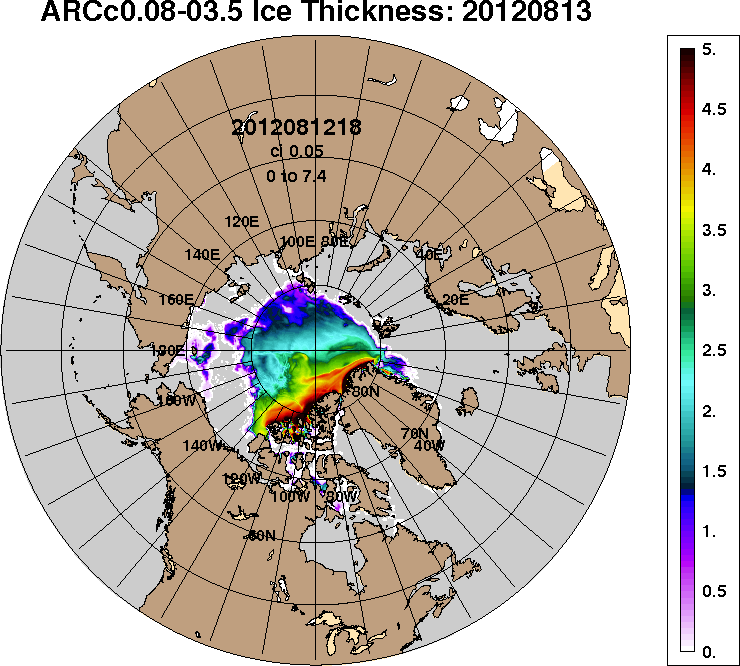 ARCc0.08-03.5 Ice Thickness: 20120813
2012081218
ci 0.05
0 to 7.4
120E
100E 80E
140E
40E
160E
20E
180E
160W
80N
140W
70N
40W
120W
100W
80W
60N
5.
4.5
4.
3.5
3.
2.5
2.
1.5
1.
0.5
0.